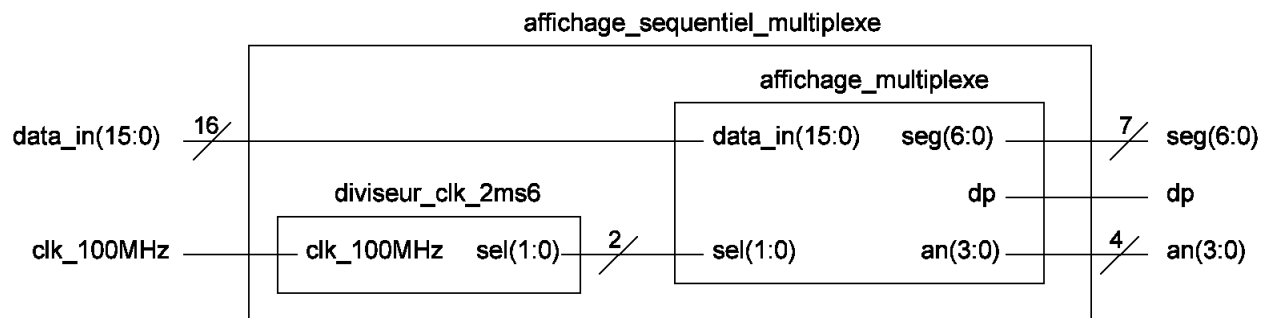 affichage_sequentiel_multiplexe
affichage_multiplexe
data_in(15:0) 16 data_in(15:0) seg(6:0) 7 seg(6:0)
diviseur_clk_2ms6 dp dp
clk_100MHz clk_100MHz sel(1:0) 2 sel(1:0) an(3:0) 4 an(3:0)